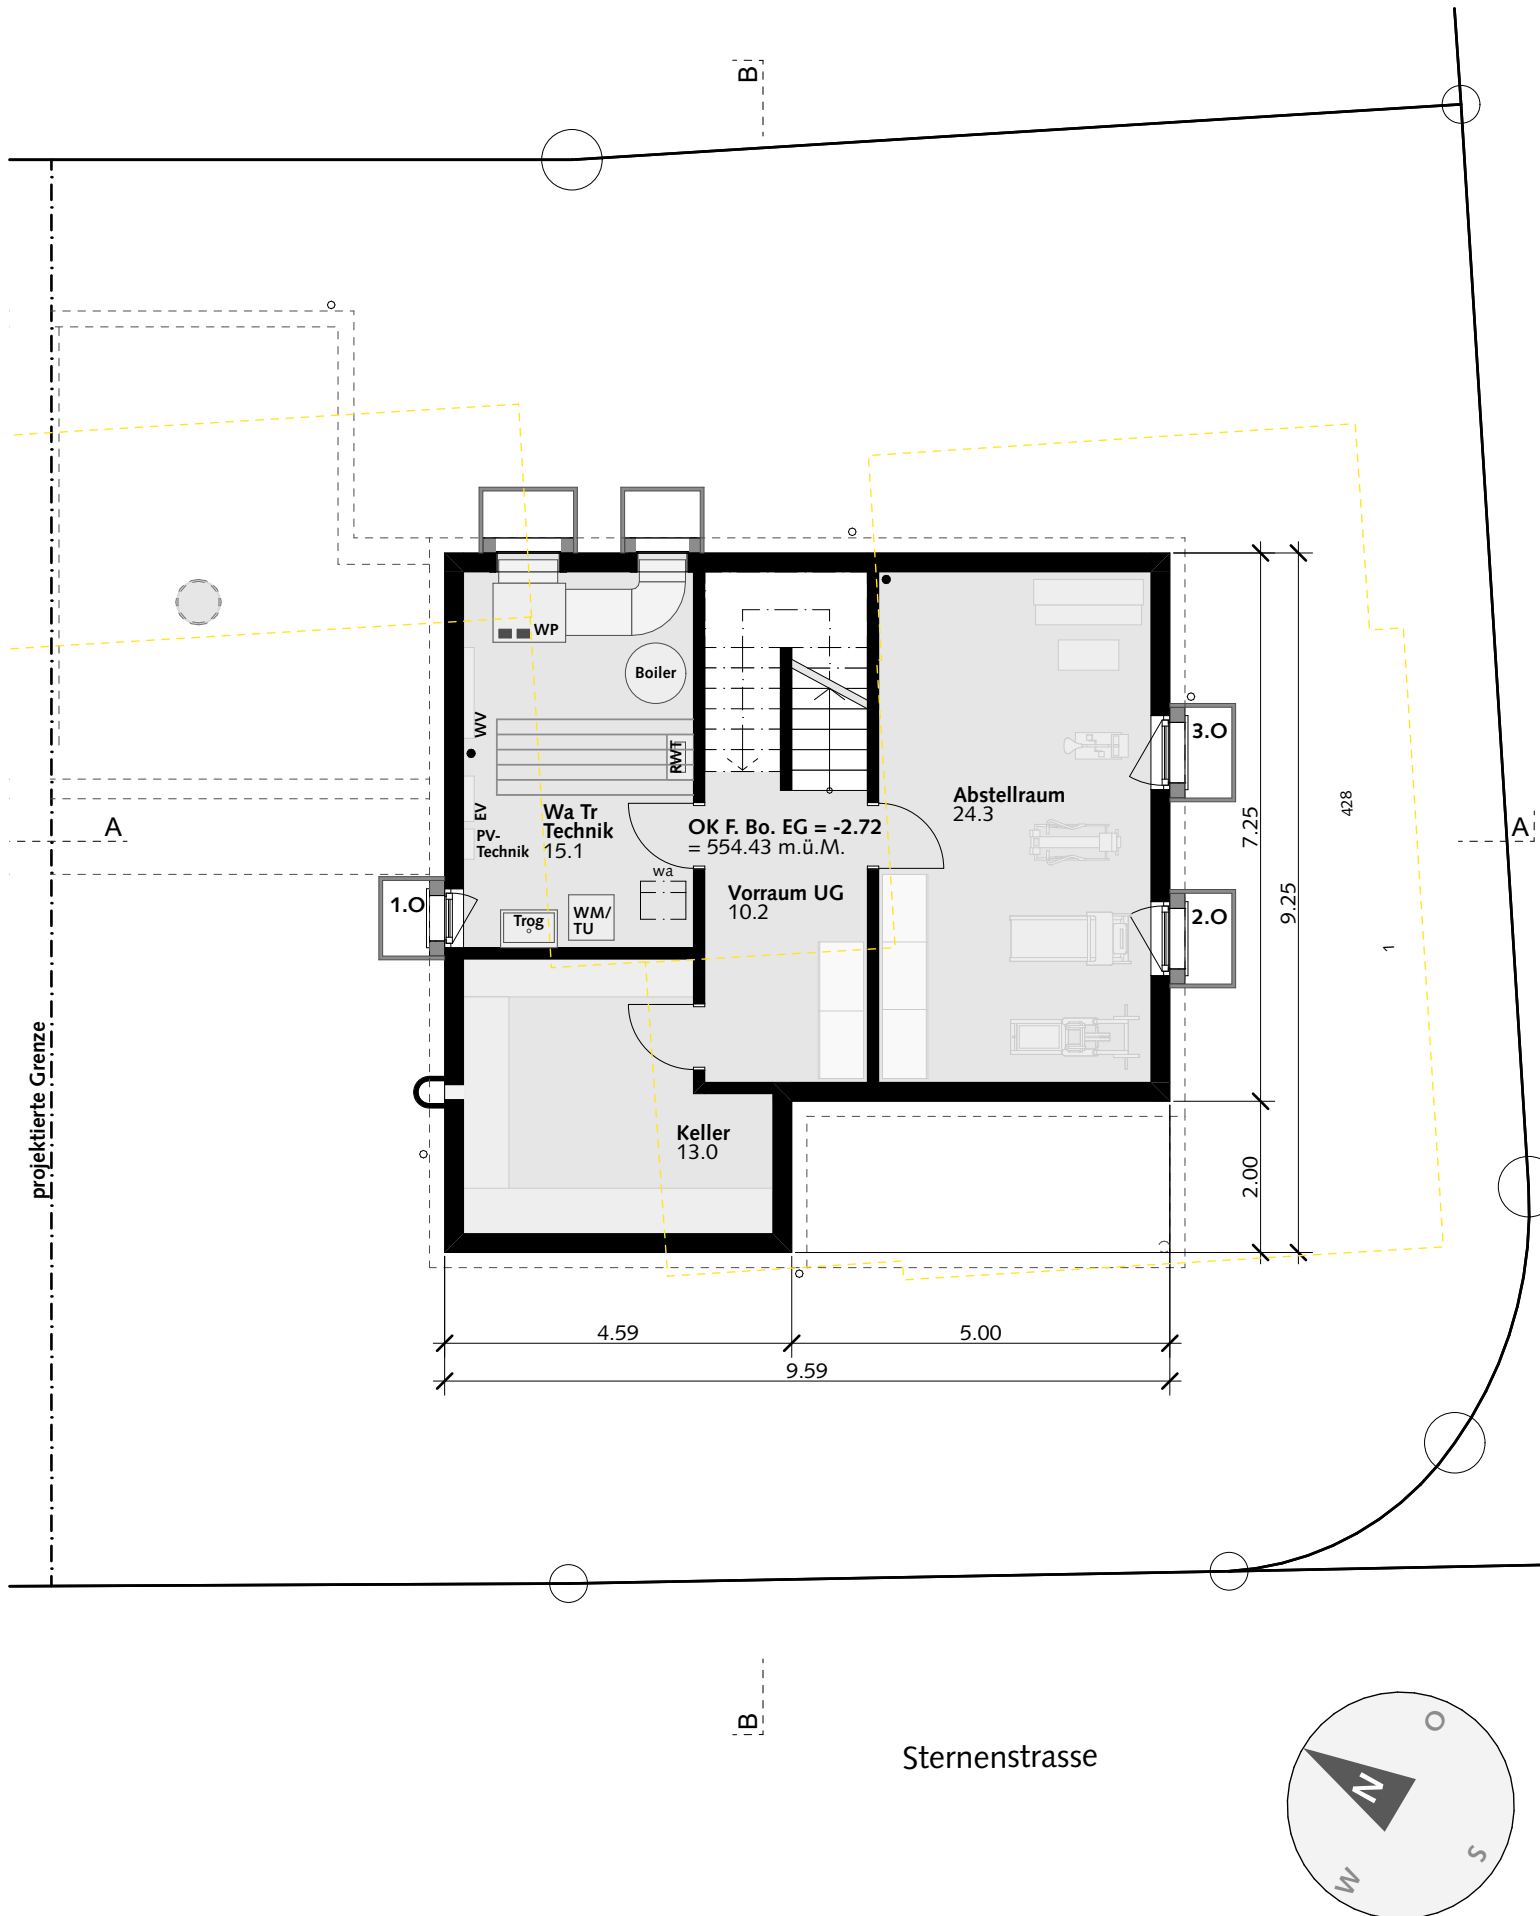 B
WP
Boiler
WV
RWT
3.O
Abstellraum
24.3
428
7.25
EV
Wa Tr
Technik
15.1
PV-
Technik
OK F. Bo. EG = -2.72
= 554.43 m.ü.M.
A
A
wa
Vorraum UG
10.2
1.O
Trog
WM/
TU
2.O
9.25
1
projektierte Grenze
Keller
13.0
2.00
4.59
5.00
9.59
B
Sternenstrasse
O
N
S
W